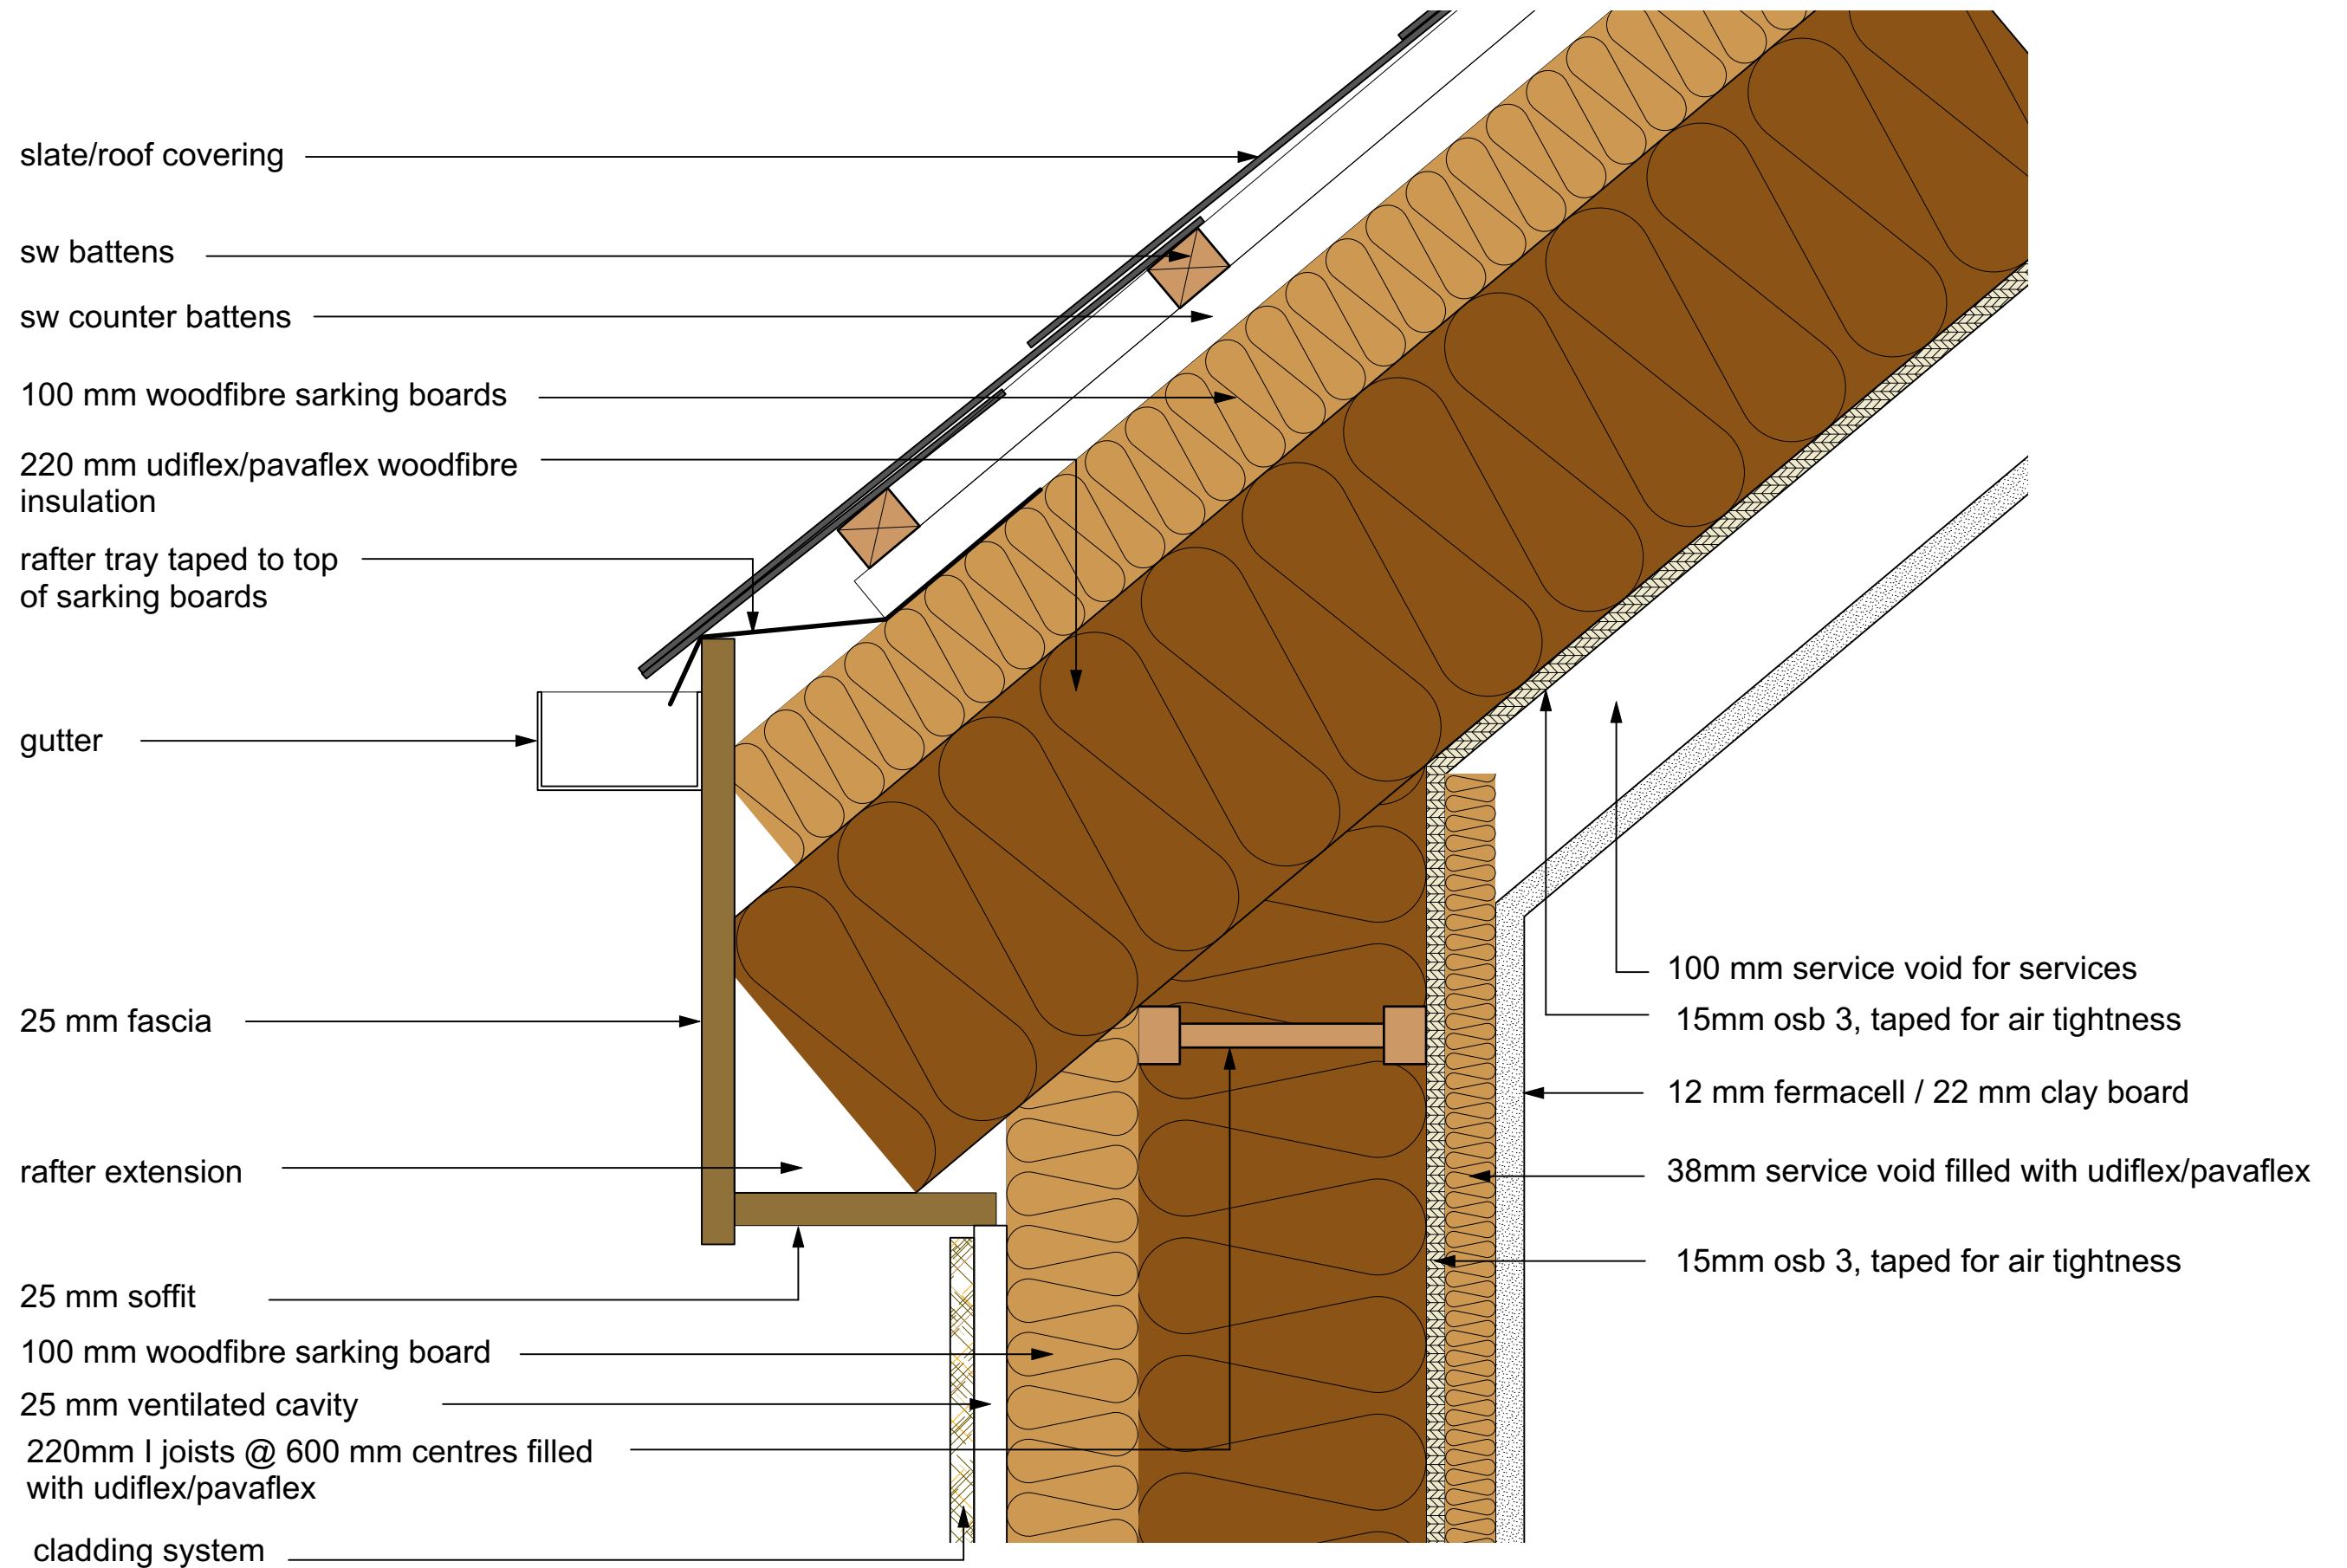 slate/roof covering
sw battens
sw counter battens
100 mm woodfibre sarking boards
220 mm udiflex/pavaflex woodfibre
insulation
rafter tray taped to top
of sarking boards
gutter
25 mm fascia
rafter extension
25 mm soffit
100 mm woodfibre sarking board
25 mm ventilated cavity
220mm I joists @ 600 mm centres filled
with udiflex/pavaflex
cladding system
100 mm service void for services
15mm osb 3, taped for air tightness
12 mm fermacell / 22 mm clay board
38mm service void filled with udiflex/pavaflex
15mm osb 3, taped for air tightness